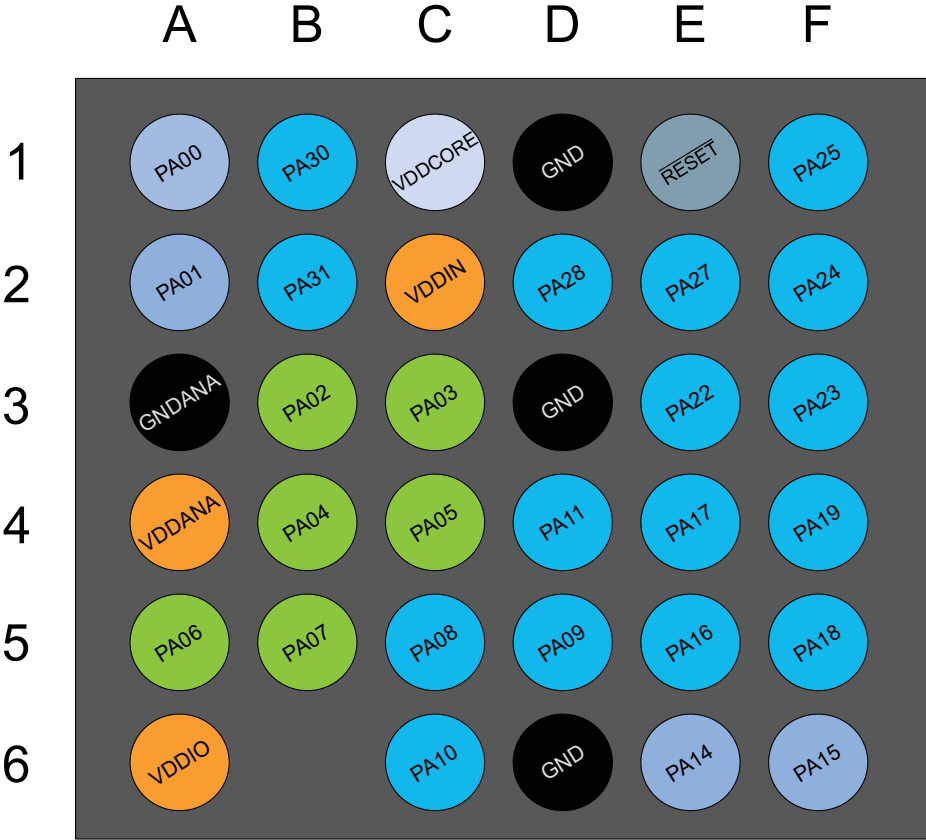 A B C D E F
1 PA00 PA30 VDDCORE GND RESET PA25
2 PA01 PA31 VDDIN PA28 PA27 PA24
3 GNDANA PA02 PA03 GND PA22 PA23
4 VDDANA PA04 PA05 PA11 PA17 PA19
5 PA06 PA07 PA08 PA09 PA16 PA18
6 VDDIO PA10 GND PA14 PA15